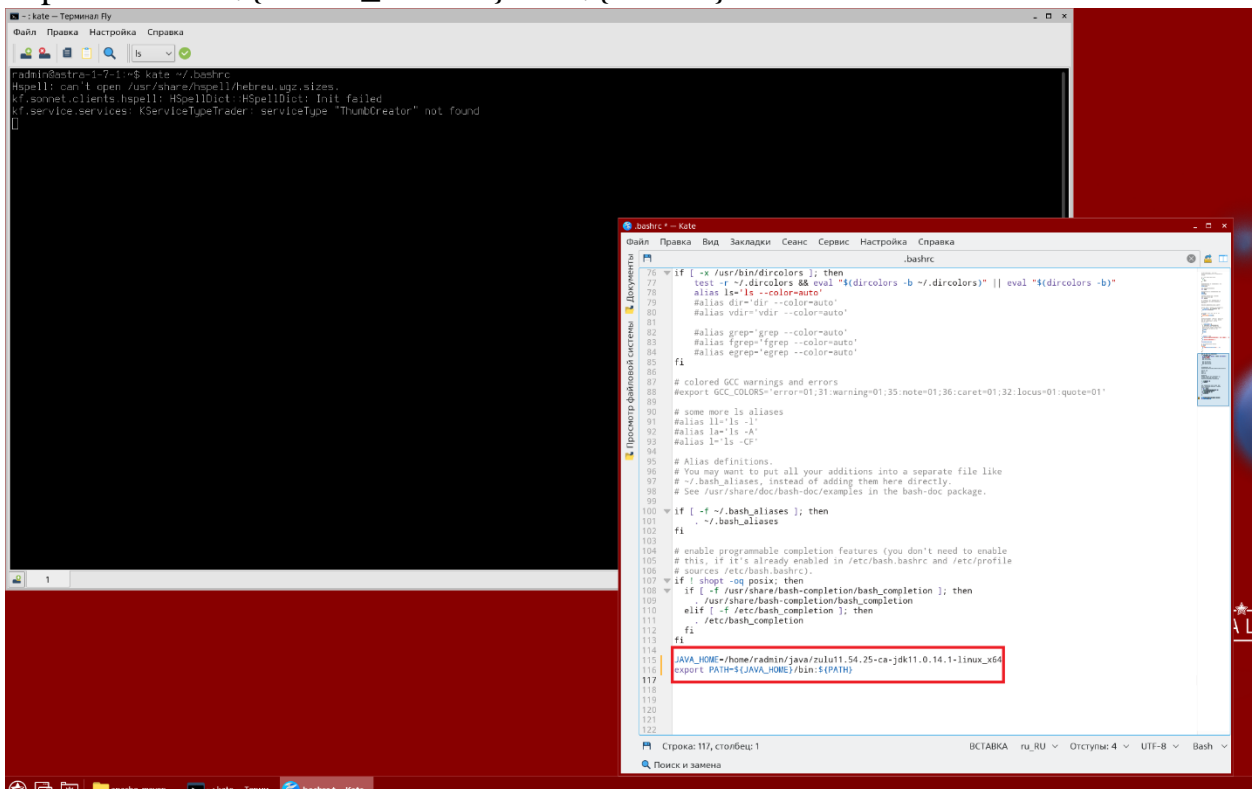 - : kate — Терминал Fly
Файл Правка Настройка Справка
ls
radmin@astra-1-7-1:~$ kate ~/.bashrc
Hspell: can't open /usr/share/hspell/hebrew.wgz.sizes.
kf.sonnet.clients.hspell: HSpellDict::HSpellDict: Init failed
kf.service.services: KServiceTypeTrader: serviceType "ThumbCreator" not found
1
.bashrc * — Kate
Файл Правка Вид Закладки Сеанс Сервис Настройка Справка
.bashrc
Документы
Просмотр файловой системы
76 if [ -x /usr/bin/dircolors ]; then
77 test -r ~/.dircolors && eval "$(dircolors -b ~/.dircolors)" || eval "$(dircolors -b)"
78 alias ls='ls --color=auto'
79 #alias dir='dir --color=auto'
80 #alias vdir='vdir --color=auto'
81
82 #alias grep='grep --color=auto'
83 #alias fgrep='fgrep --color=auto'
84 #alias egrep='egrep --color=auto'
85 fi
86
87 # colored GCC warnings and errors
88 #export GCC_COLORS='error=01;31:warning=01;35:note=01;36:caret=01;32:locus=01:quote=01'
89
90 # some more ls aliases
91 #alias ll='ls -l'
92 #alias la='ls -A'
93 #alias l='ls -CF'
94
95 # Alias definitions.
96 # You may want to put all your additions into a separate file like
97 # ~/.bash_aliases, instead of adding them here directly.
98 # See /usr/share/doc/bash-doc/examples in the bash-doc package.
99
100 if [ -f ~/.bash_aliases ]; then
101 . ~/.bash_aliases
102 fi
103
104 # enable programmable completion features (you don't need to enable
105 # this, if it's already enabled in /etc/bash.bashrc and /etc/profile
106 # sources /etc/bash.bashrc).
107 if ! shopt -oq posix; then
108 if [ -f /usr/share/bash-completion/bash_completion ]; then
109 . /usr/share/bash-completion/bash_completion
110 elif [ -f /etc/bash_completion ]; then
111 . /etc/bash_completion
112 fi
113 fi
114
115 JAVA_HOME=/home/radmin/java/zulu11.54.25-ca-jdk11.0.14.1-linux_x64
116 export PATH=${JAVA_HOME}/bin:${PATH}
117
118
119
120
121
122
Строка: 117, столбец: 1 ВСТАВКА ru_RU Отступы: 4 UTF-8 Bash
Поиск и замена